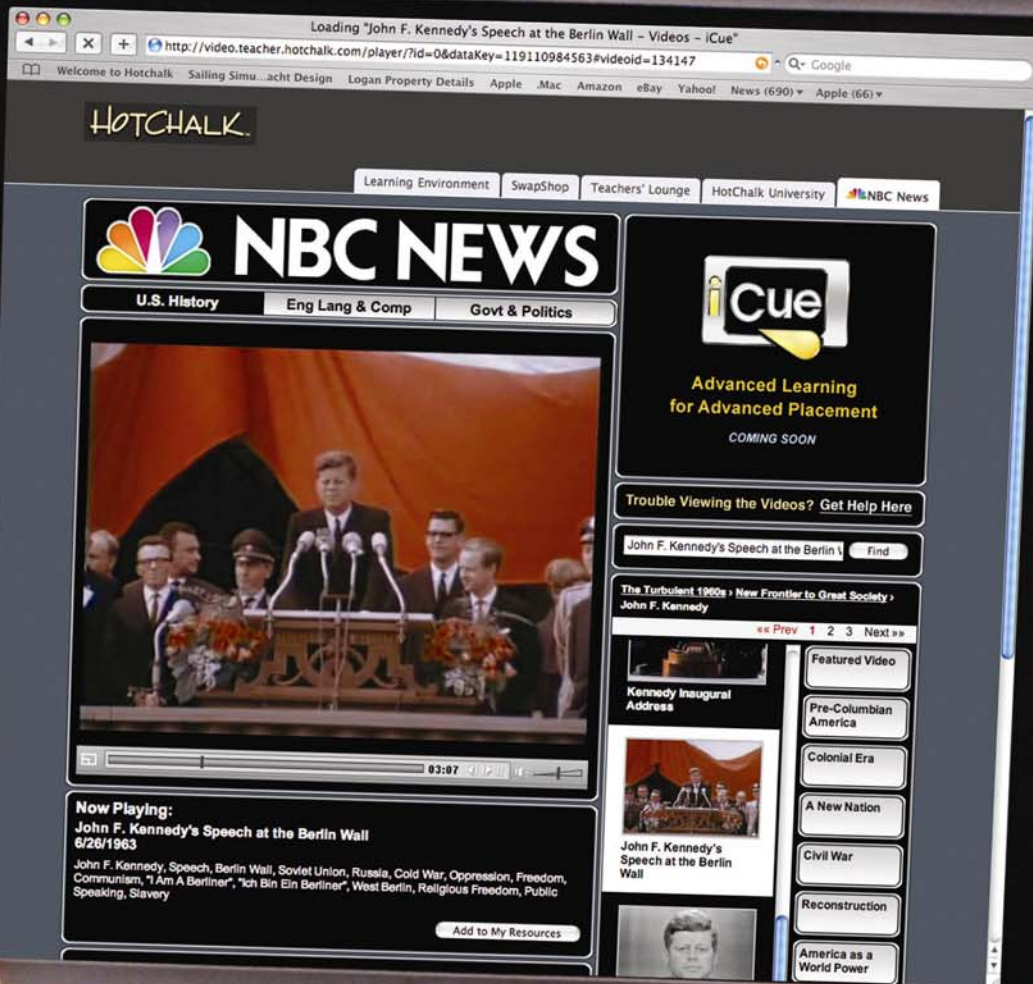 Loading "John F. Kennedy's Speech at the Berlin Wall – Videos – iCue"
http://video.teacher.hotchalk.com/player/?id=0&dataKey=119110984563#videoid=134147
Google
Welcome to Hotchalk Sailing Simu...acht Design Logan Property Details Apple .Mac Amazon eBay Yahoo! News (690) Apple (66)
HOTCHALK
Learning Environment SwapShop Teachers' Lounge HotChalk University NBC News
NBC NEWS
U.S. History Eng Lang & Comp Govt & Politics
03:07
Now Playing:
John F. Kennedy's Speech at the Berlin Wall
6/26/1963
John F. Kennedy, Speech, Berlin Wall, Soviet Union, Russia, Cold War, Oppression, Freedom,
Communism, "I Am A Berliner", "Ich Bin Ein Berliner", West Berlin, Religious Freedom, Public
Speaking, Slavery
Add to My Resources
iCue
Advanced Learning
for Advanced Placement
COMING SOON
Trouble Viewing the Videos? Get Help Here
John F. Kennedy's Speech at the Berlin Find
The Turbulent 1960s › New Frontier to Great Society ›
John F. Kennedy
«« Prev 1 2 3 Next »»
Kennedy Inaugural
Address
John F. Kennedy's
Speech at the Berlin
Wall
Featured Video
Pre-Columbian
America
Colonial Era
A New Nation
Civil War
Reconstruction
America as a
World Power